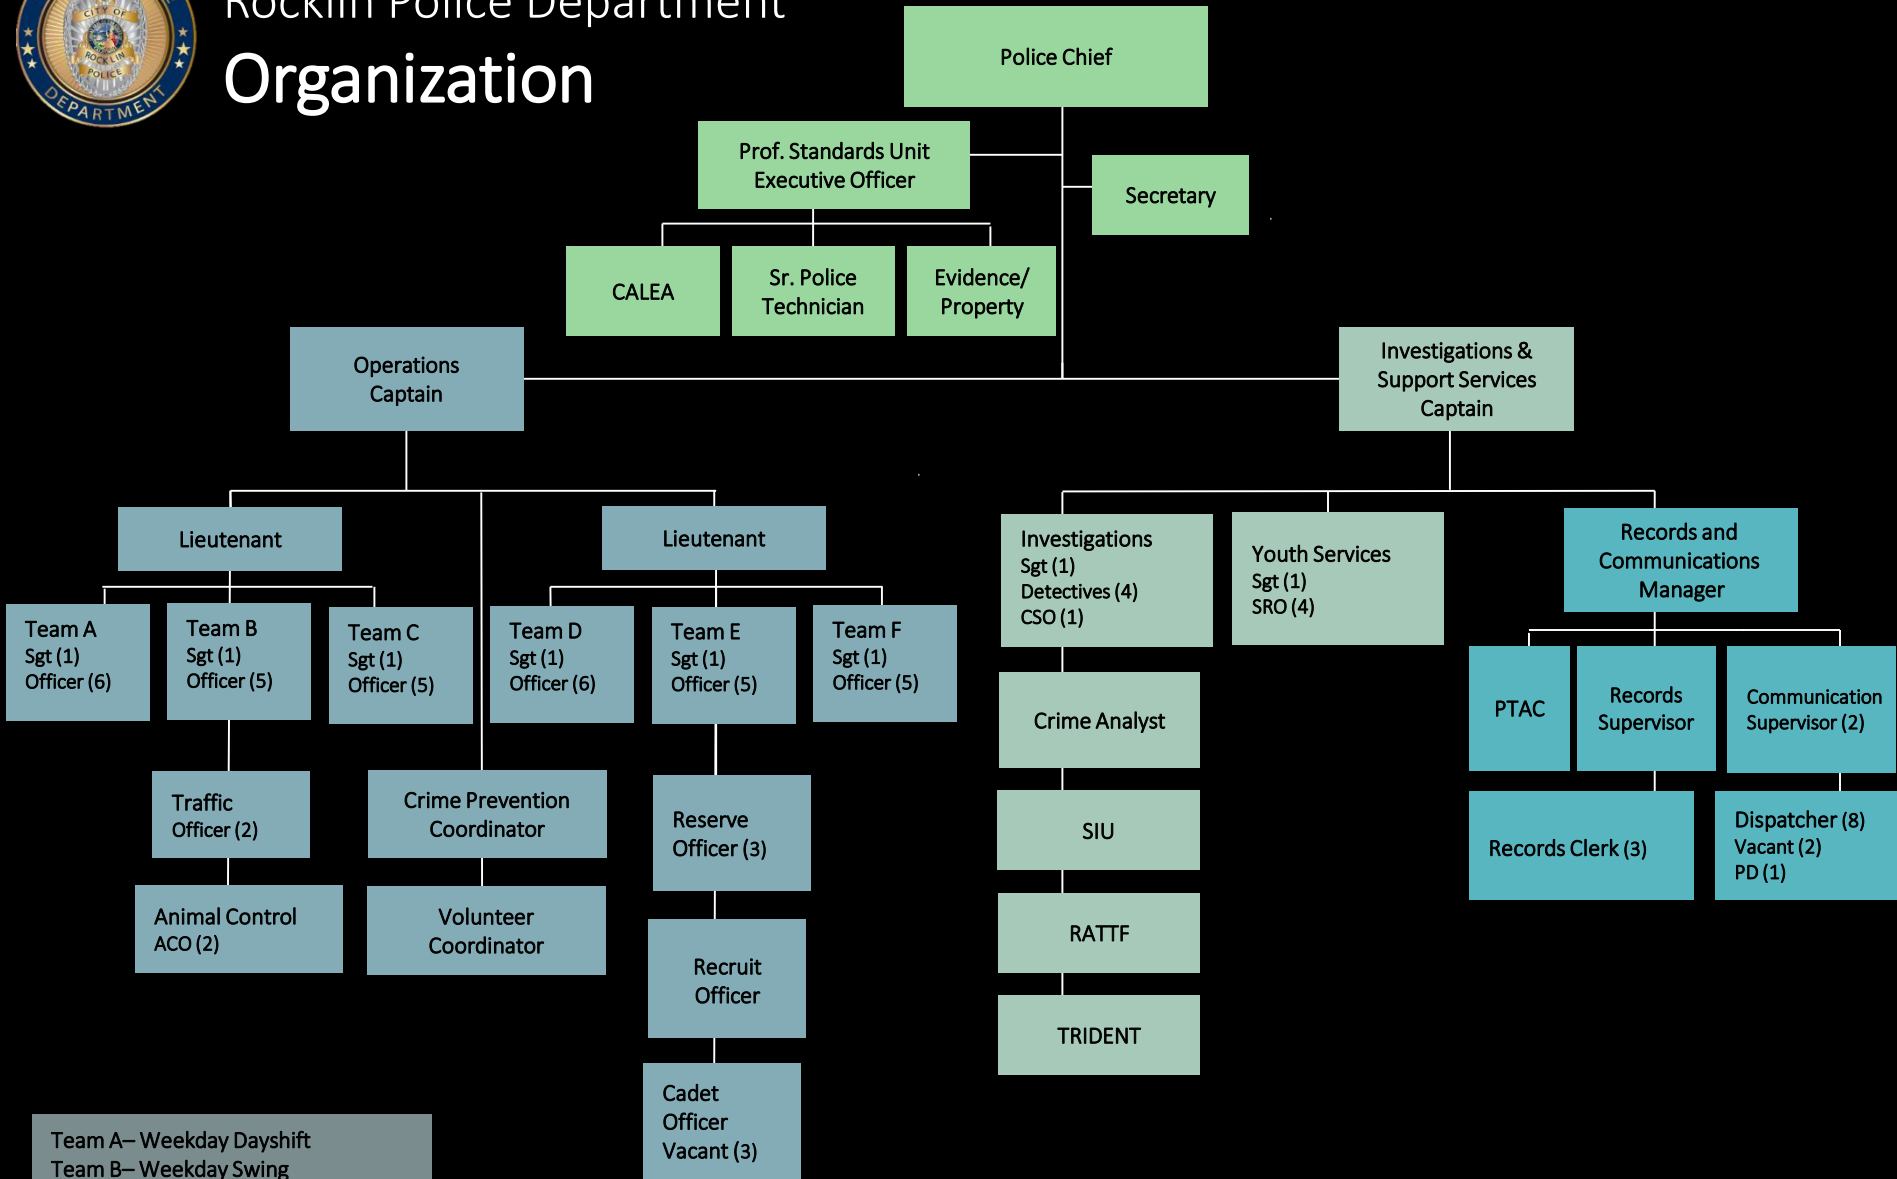 Rocklin Police Department
Organization
CITY OF
ROCKLIN
POLICE
DEPARTMENT
Police Chief
Prof. Standards Unit
Executive Officer
Secretary
CALEA
Sr. Police
Technician
Evidence/
Property
Operations
Captain
Investigations &
Support Services
Captain
Lieutenant
Lieutenant
Team A
Sgt (1)
Officer (6)
Team B
Sgt (1)
Officer (5)
Team C
Sgt (1)
Officer (5)
Team D
Sgt (1)
Officer (6)
Team E
Sgt (1)
Officer (5)
Team F
Sgt (1)
Officer (5)
Investigations
Sgt (1)
Detectives (4)
CSO (1)
Youth Services
Sgt (1)
SRO (4)
Records and
Communications
Manager
Crime Analyst
PTAC
Records
Supervisor
Communication
Supervisor (2)
Traffic
Officer (2)
Crime Prevention
Coordinator
Reserve
Officer (3)
SIU
Records Clerk (3)
Dispatcher (8)
Vacant (2)
PD (1)
Animal Control
ACO (2)
Volunteer
Coordinator
Recruit
Officer
RATTF
TRIDENT
Cadet
Officer
Vacant (3)
Team A– Weekday Dayshift
Team B– Weekday Swing